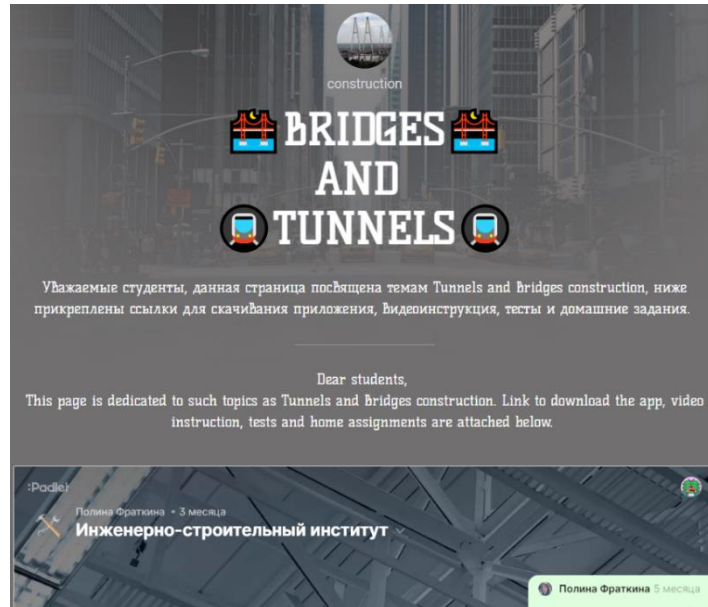 construction
BRIDGES
AND
TUNNELS
Уважаемые студенты, данная страница посвящена темам Tunnels and Bridges construction, ниже
прикреплены ссылки для скачивания приложения, видеоинструкция, тесты и домашние задания.
Dear students,
This page is dedicated to such topics as Tunnels and Bridges construction. Link to download the app, video
instruction, tests and home assignments are attached below.
:Padlet
Полина Фраткина • 3 месяца
Инженерно-строительный институт
Полина Фраткина 5 месяца